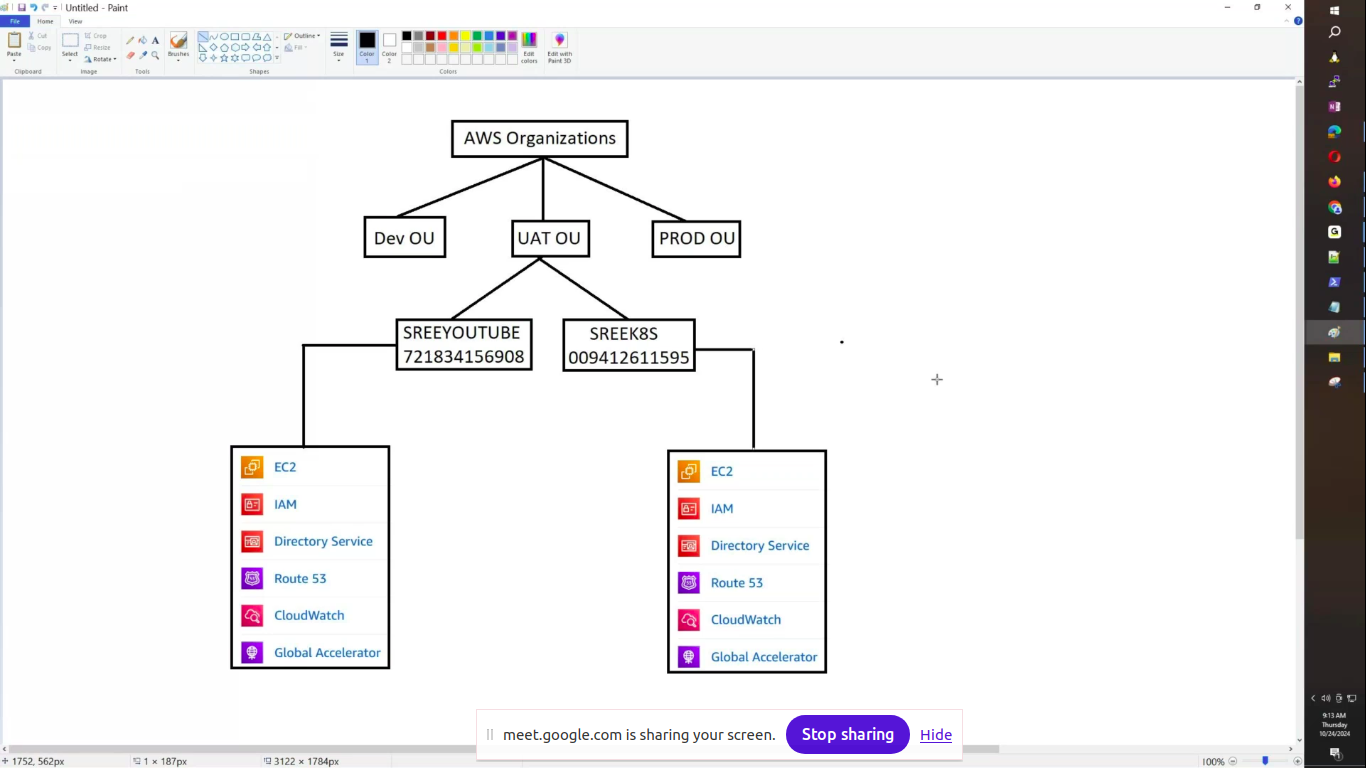 Untitled - Paint
File
Home
View
Paste
Cut
Copy
Clipboard
Select
Crop
Resize
Rotate
Image
Tools
Brushes
Shapes
Outline
Fill
Size
Color
1
Color
2
Edit
colors
Edit with
Paint 3D
Colors
AWS Organizations
Dev OU
UAT OU
PROD OU
SREEYOUTUBE
721834156908
SREEK8S
009412611595
EC2
IAM
Directory Service
Route 53
CloudWatch
Global Accelerator
EC2
IAM
Directory Service
Route 53
CloudWatch
Global Accelerator
meet.google.com is sharing your screen.
Stop sharing
Hide
1752, 562px
1 × 187px
3122 × 1784px
100%
9:13 AM
Thursday
10/24/2024